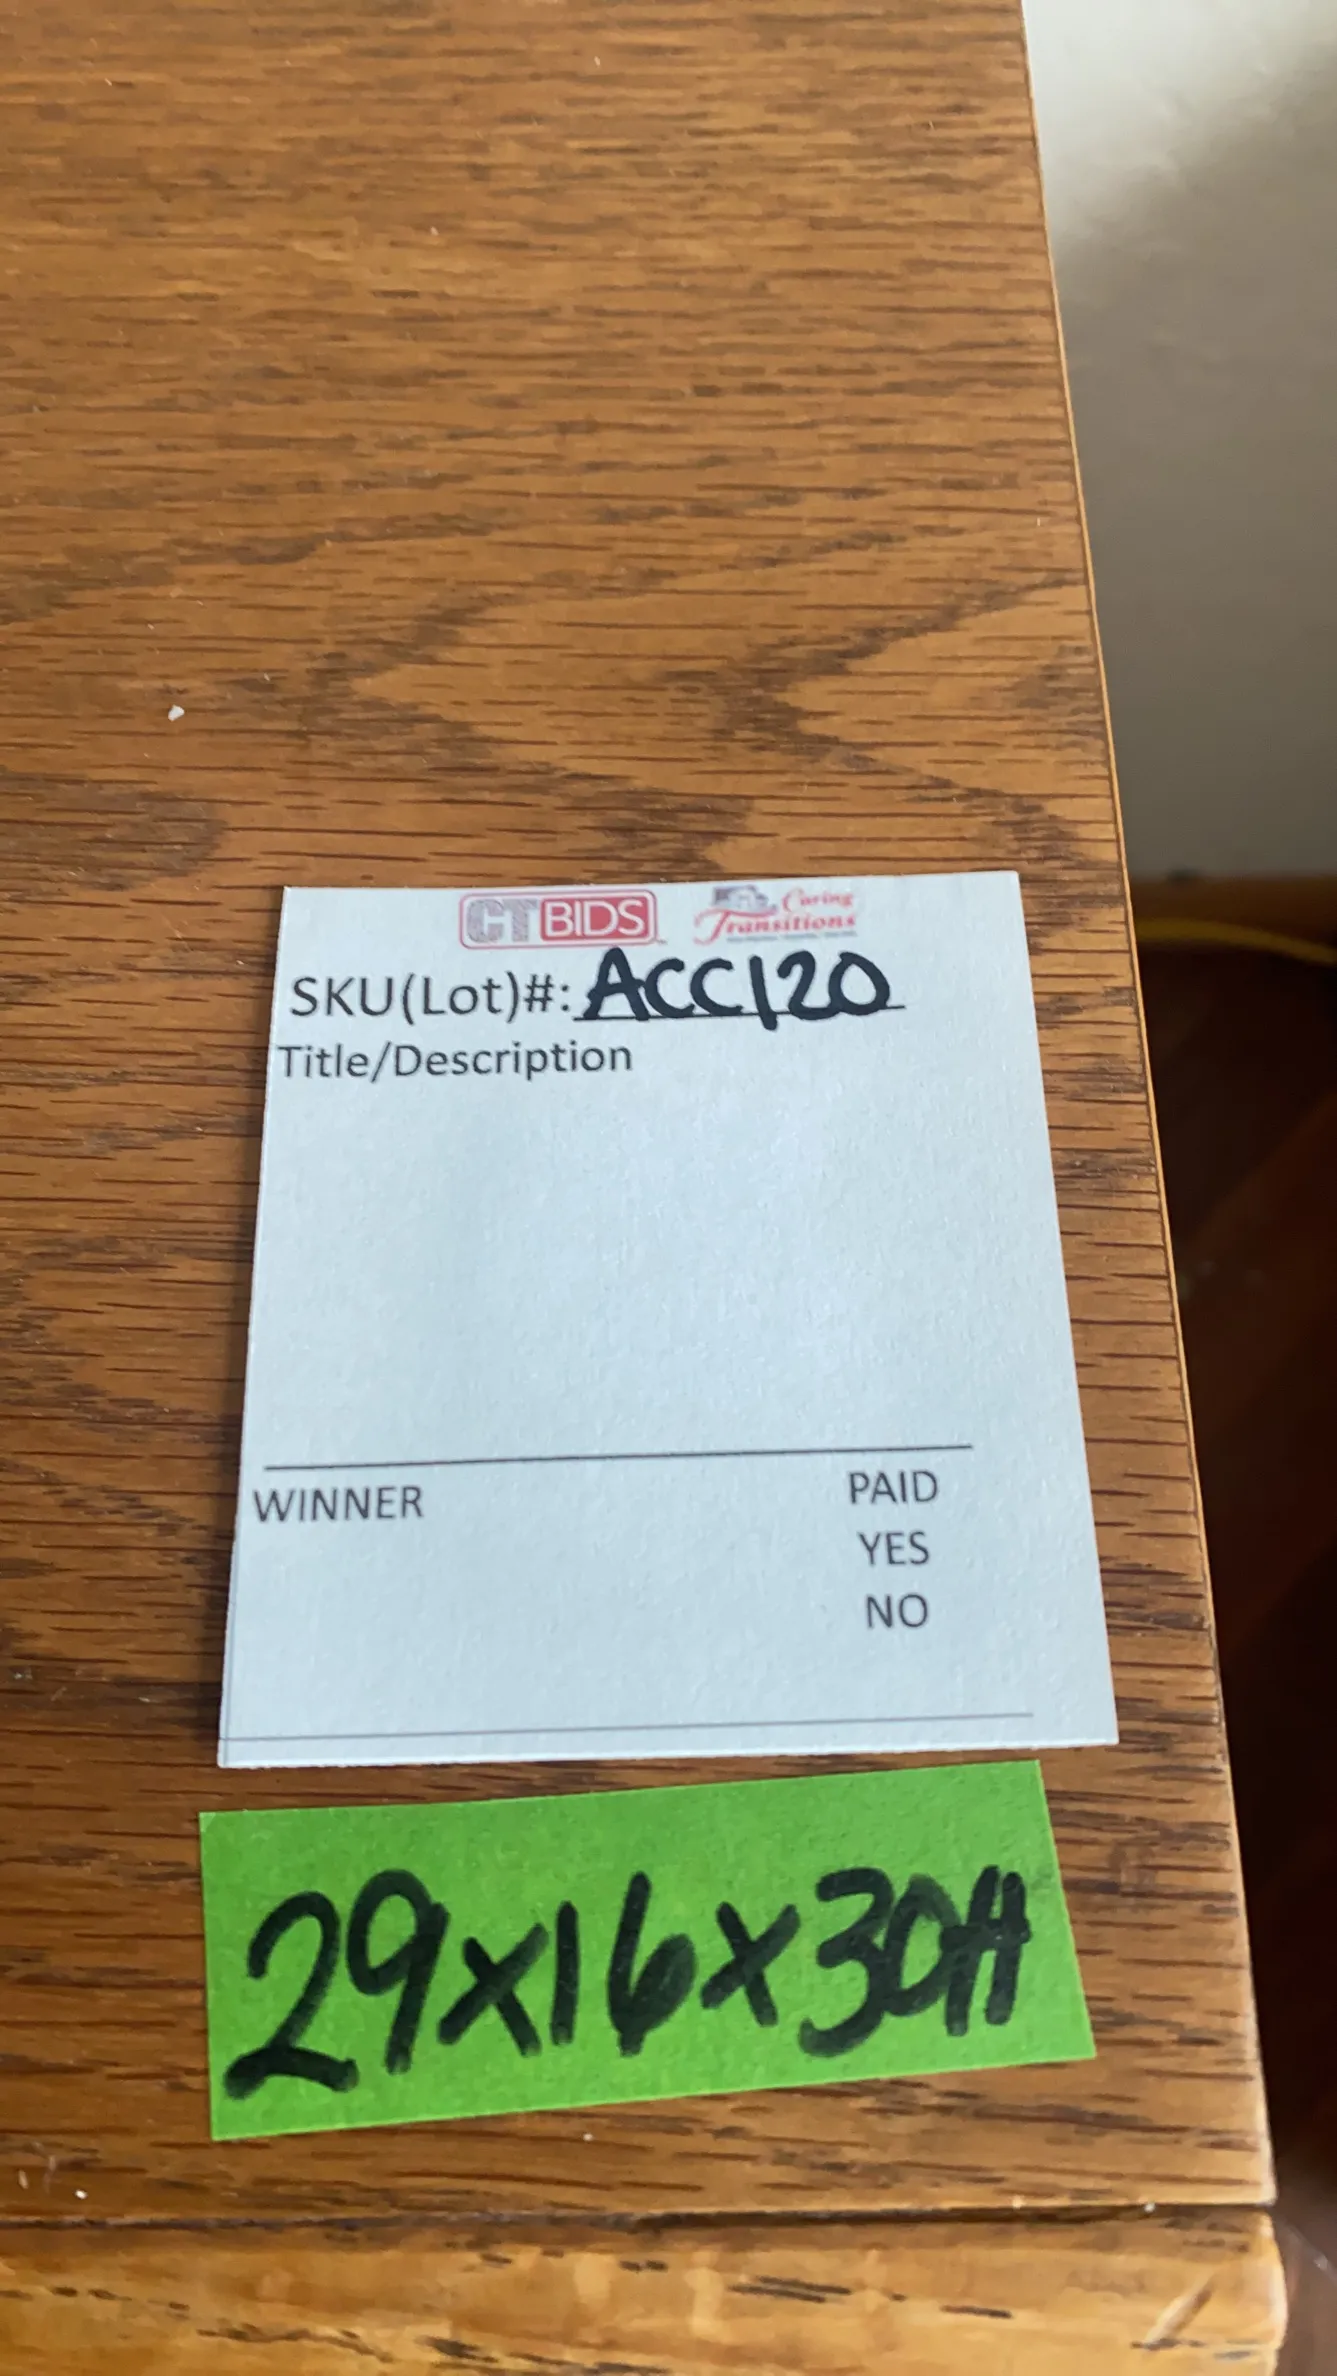 CTBIDS Caring Transitions
SKU(Lot)#: ACC120
Title/Description
WINNER PAID
YES
NO
29x16x30H